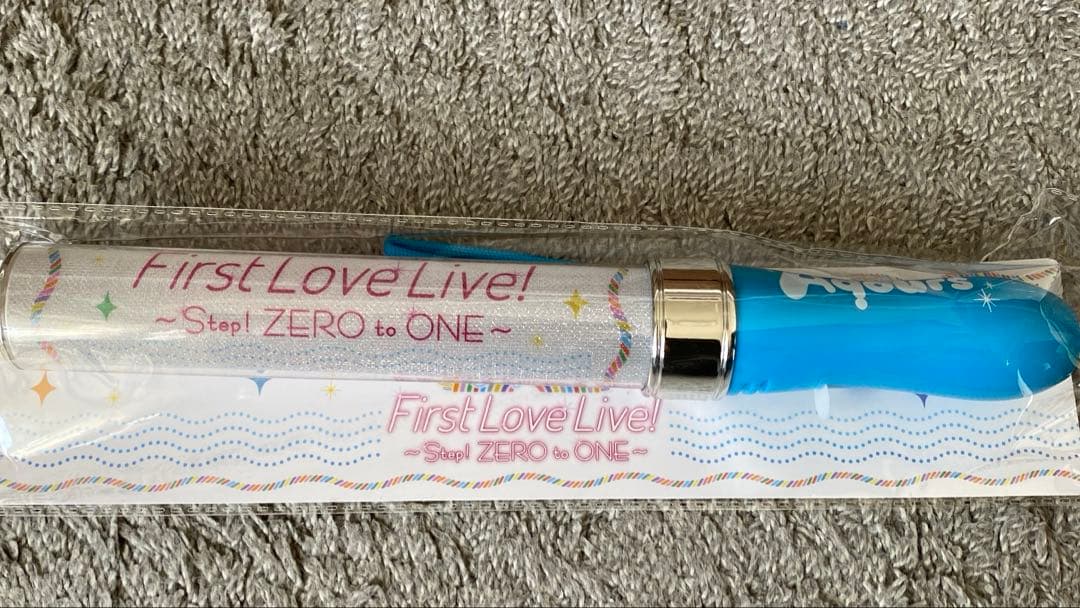 First Love Live!
~Step! ZERO to ONE~
Aqours
First Love Live!
~Step! ZERO to ONE~